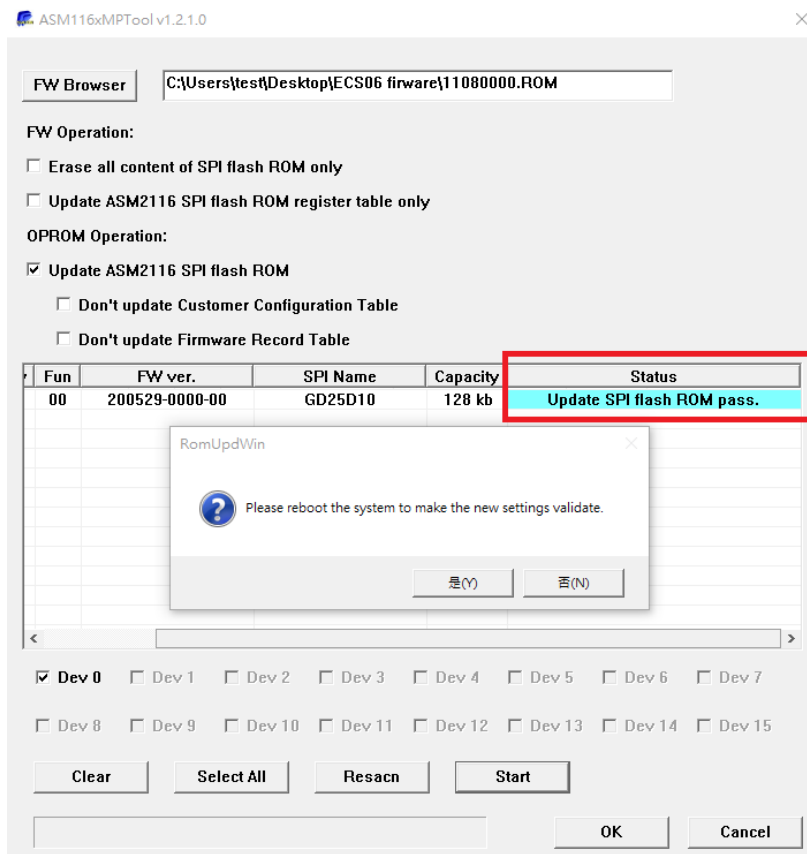 ASM116xMPTool v1.2.1.0
FW Browser C:\Users\test\Desktop\ECS06 firware\11080000.ROM
FW Operation:
Erase all content of SPI flash ROM only
Update ASM2116 SPI flash ROM register table only
OPROM Operation:
Update ASM2116 SPI flash ROM
Don't update Customer Configuration Table
Don't update Firmware Record Table
Fun FW ver. SPI Name Capacity Status
00 200529-0000-00 GD25D10 128 kb Update SPI flash ROM pass.
RomUpdWin
Please reboot the system to make the new settings validate.
是(Y) 否(N)
Dev 0 Dev 1 Dev 2 Dev 3 Dev 4 Dev 5 Dev 6 Dev 7
Dev 8 Dev 9 Dev 10 Dev 11 Dev 12 Dev 13 Dev 14 Dev 15
Clear Select All Resacn Start
OK Cancel